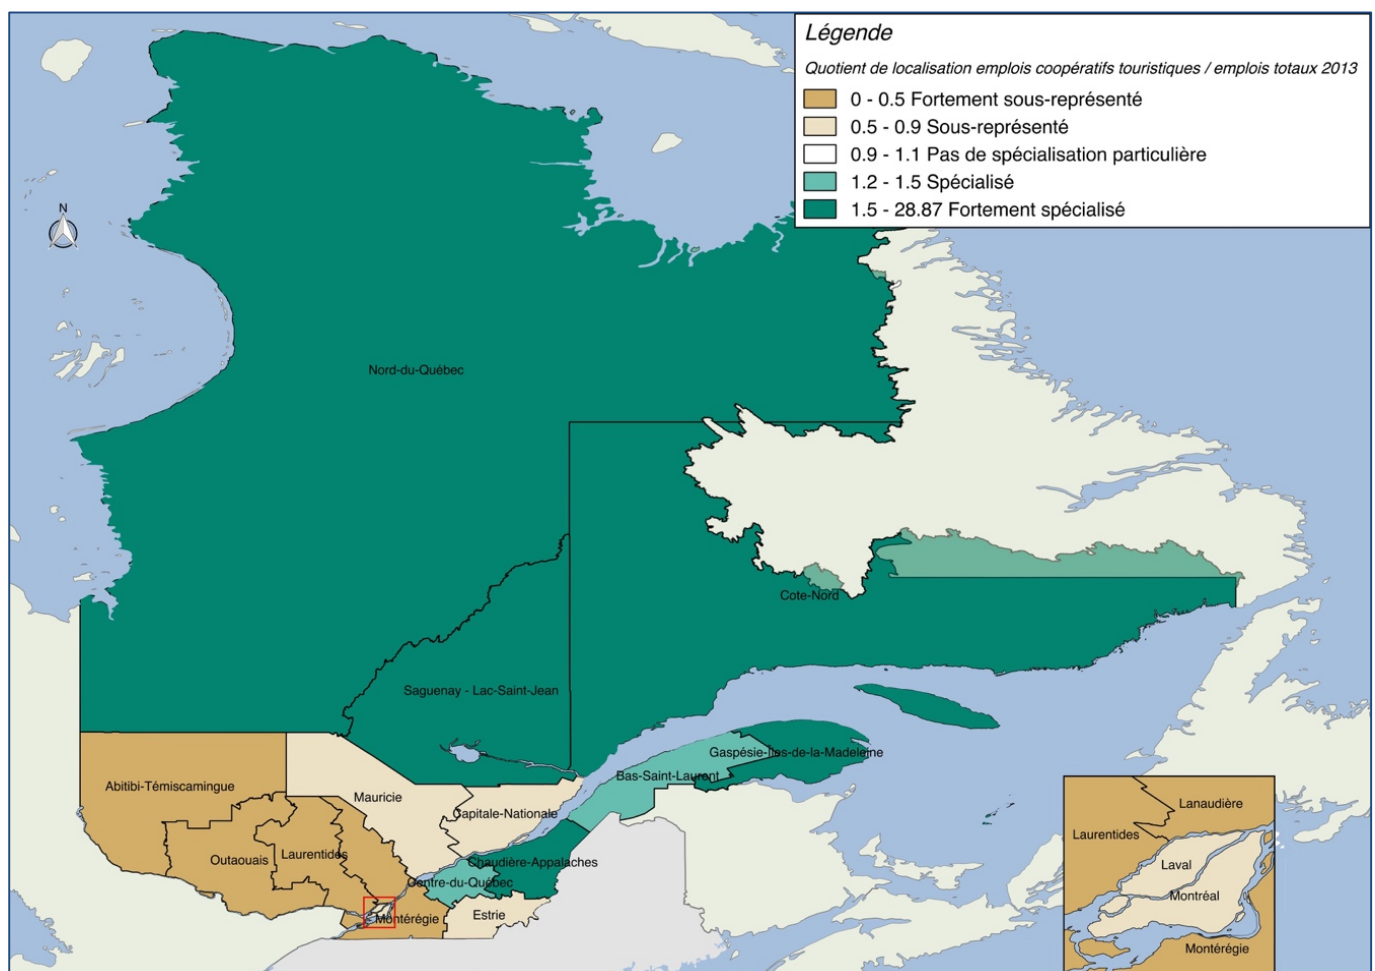 Légende
Quotient de localisation emplois coopératifs touristiques / emplois totaux 2013
0 - 0.5 Fortement sous-représenté
0.5 - 0.9 Sous-représenté
0.9 - 1.1 Pas de spécialisation particulière
1.2 - 1.5 Spécialisé
1.5 - 28.87 Fortement spécialisé
N
Nord-du-Québec
Cote-Nord
Saguenay - Lac-Saint-Jean
Gaspésie-Iles-de-la-Madeleine
Bas-Saint-Laurent
Abitibi-Témiscamingue
Mauricie
Capitale-Nationale
Laurentides
Outaouais
Chaudière-Appalaches
Centre-du-Québec
Estrie
Montérégie
Lanaudière
Laurentides
Laval
Montréal
Montérégie